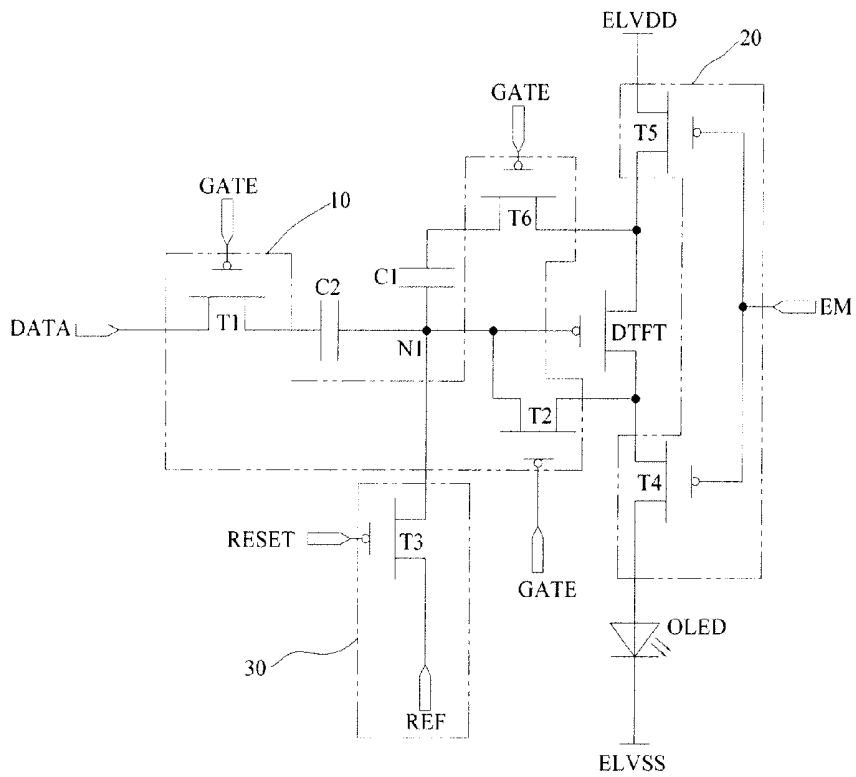 ELVDD
20
GATE
T5
GATE
10
T6
C1
C2
DATA
T1
N1
DTFT
EM
T2
T4
RESET
T3
GATE
OLED
30
REF
ELVSS